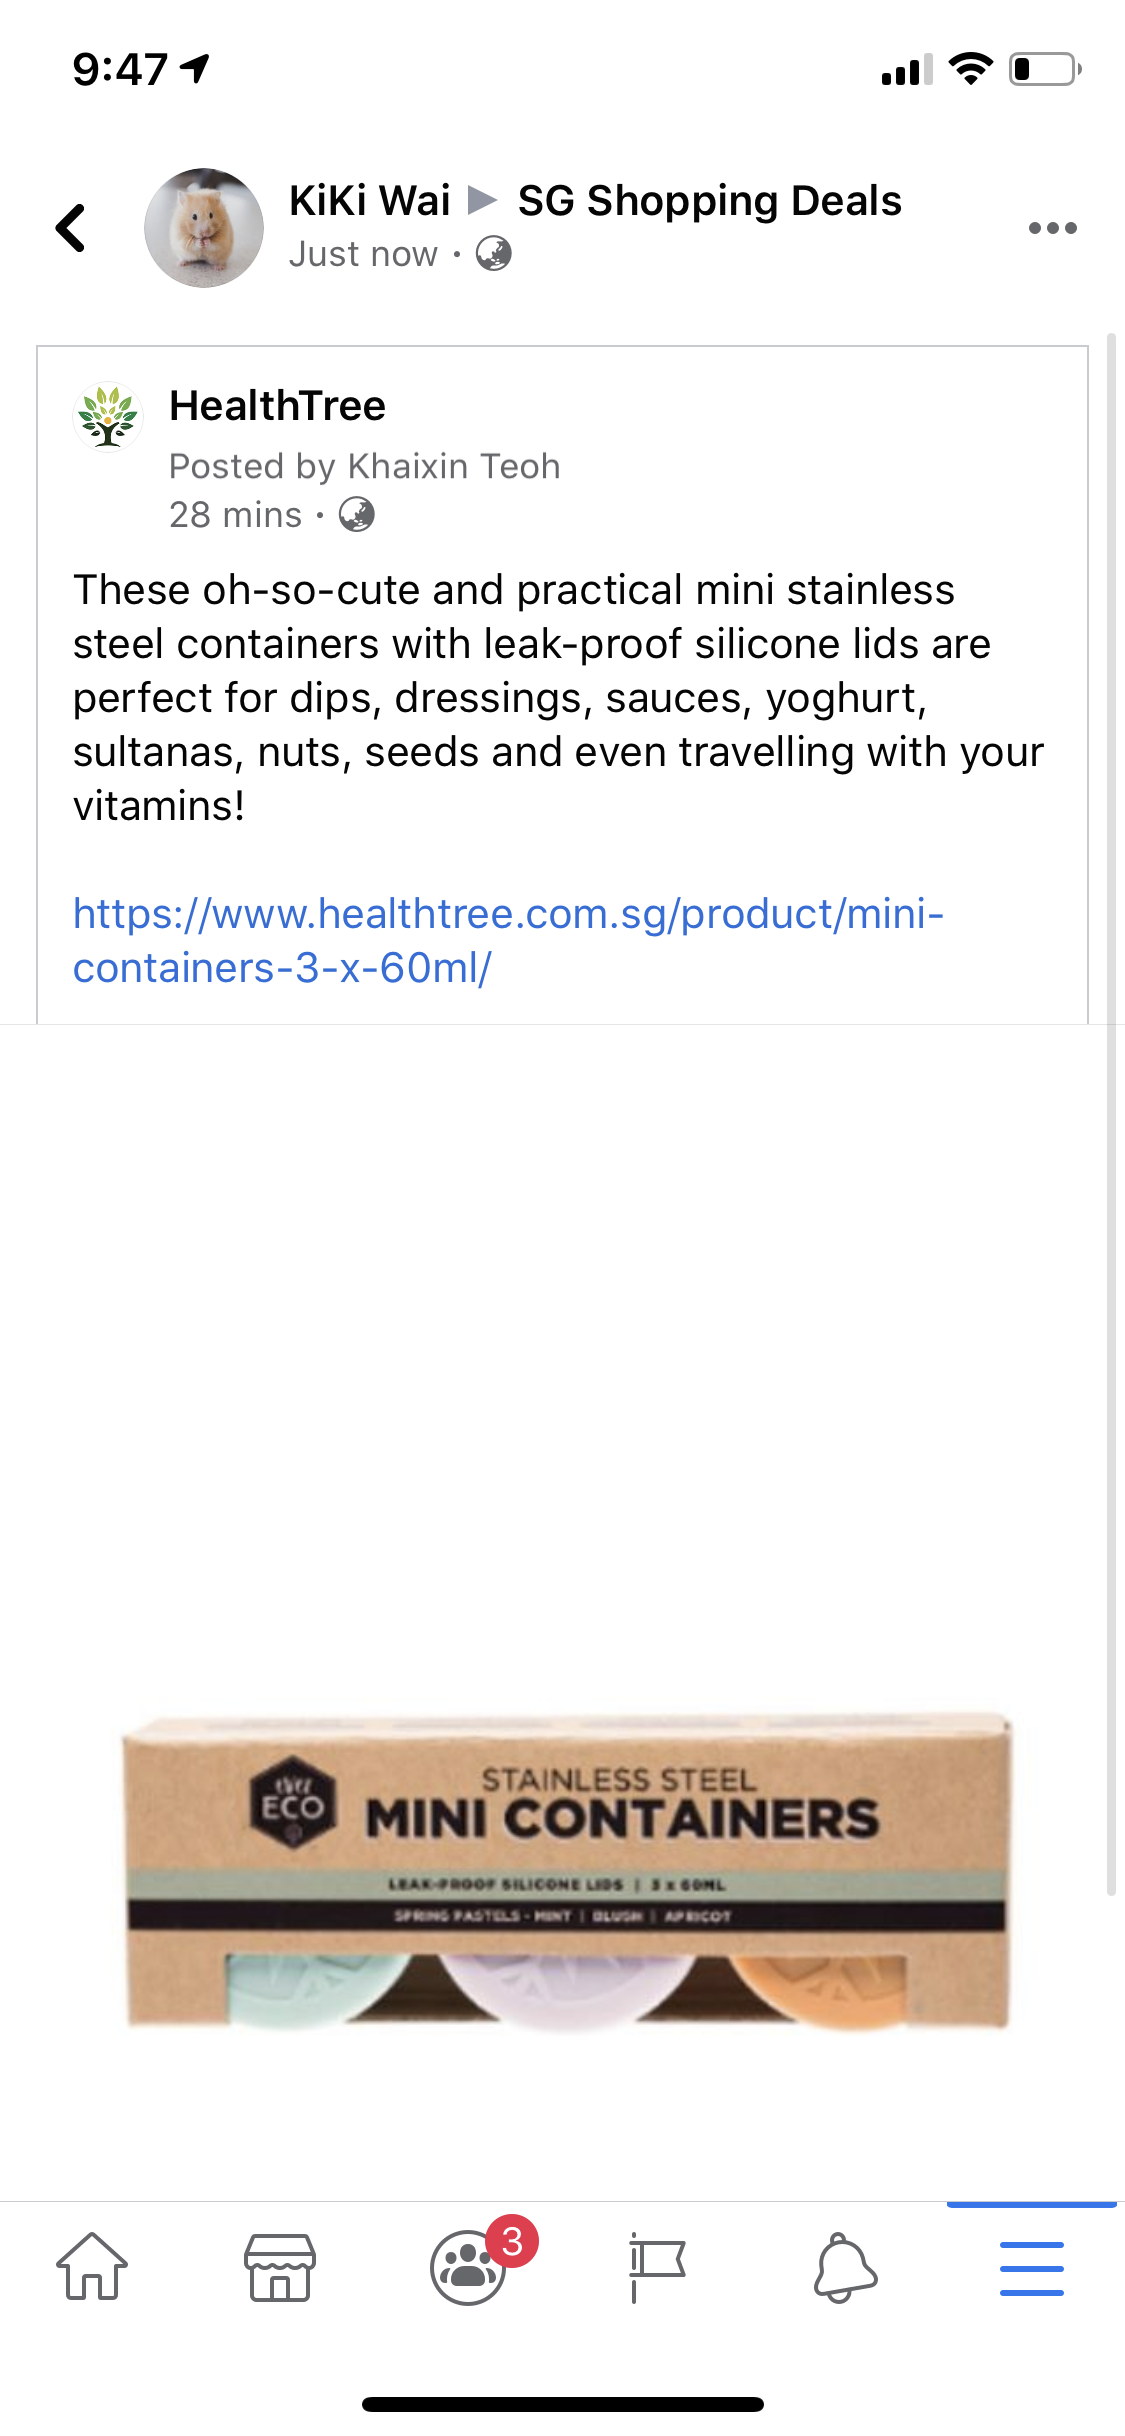 9:47
KiKi Wai ▶ SG Shopping Deals
Just now ·
HealthTree
Posted by Khaixin Teoh
28 mins ·
These oh-so-cute and practical mini stainless
steel containers with leak-proof silicone lids are
perfect for dips, dressings, sauces, yoghurt,
sultanas, nuts, seeds and even travelling with your
vitamins!
https://www.healthtree.com.sg/product/mini-
containers-3-x-60ml/
ever
ECO
STAINLESS STEEL
MINI CONTAINERS
LEAK-PROOF SILICONE LIDS | 3 x 60ML
SPRING PASTELS - MINT | BLUSH | APRICOT
3